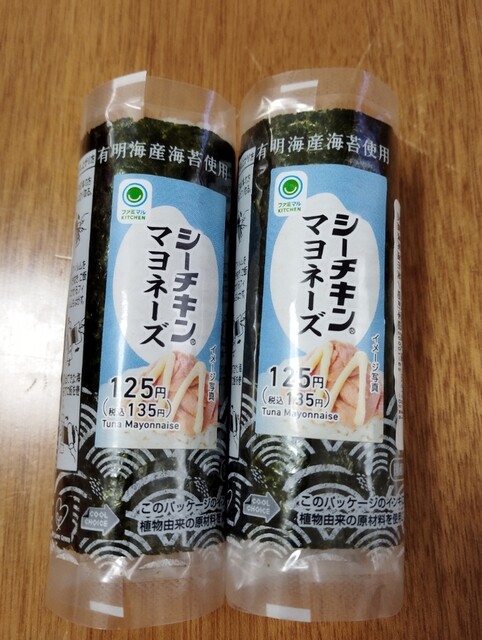 有明海産海苔使用
ファミマル
KITCHEN
シーチキン®
マヨネーズ
イメージ写真
125円
(税込135円)
Tuna Mayonnaise
COOL
CHOICE
このパッケージのインキ
植物由来の原材料を
有明海産海苔使用
ファミマル
KITCHEN
シーチキン®
マヨネーズ
イメージ写真
125円
(税込135円)
Tuna Mayonnaise
COOL
CHOICE
このパッケージのインキ
植物由来の原材料を使